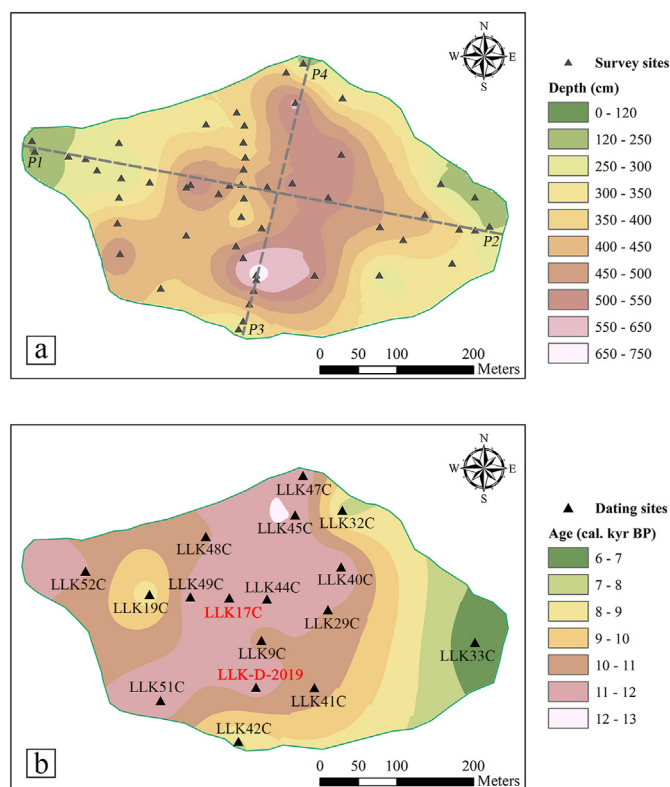 N
P4
W E
S
Survey sites
Depth (cm)
0 - 120
120 - 250
250 - 300
300 - 350
350 - 400
400 - 450
450 - 500
500 - 550
550 - 650
650 - 750
P1
P2
P3
a
0 50 100 200
Meters
N
W E
S
LLK47C
Dating sites
Age (cal. kyr BP)
6 - 7
7 - 8
8 - 9
9 - 10
10 - 11
11 - 12
12 - 13
LLK45C
LLK32C
LLK48C
LLK52C
LLK49C
LLK44C
LLK40C
LLK19C
LLK17C
LLK29C
LLK9C
LLK33C
LLK-D-2019
LLK51C
LLK41C
LLK42C
b
0 50 100 200
Meters